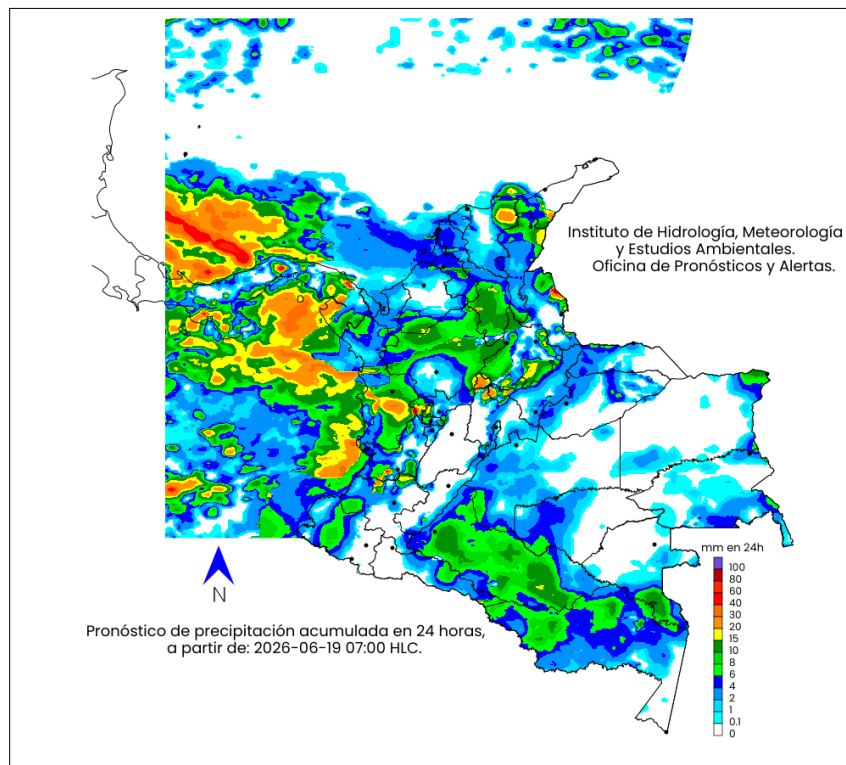 Instituto de Hidrología, Meteorología
y Estudios Ambientales.
Oficina de Pronósticos y Alertas.
mm en 24h
100
80
60
40
30
20
15
10
8
6
4
2
1
0.1
0
N
Pronóstico de precipitación acumulada en 24 horas,
a partir de: 2026-06-19 07:00 HLC.